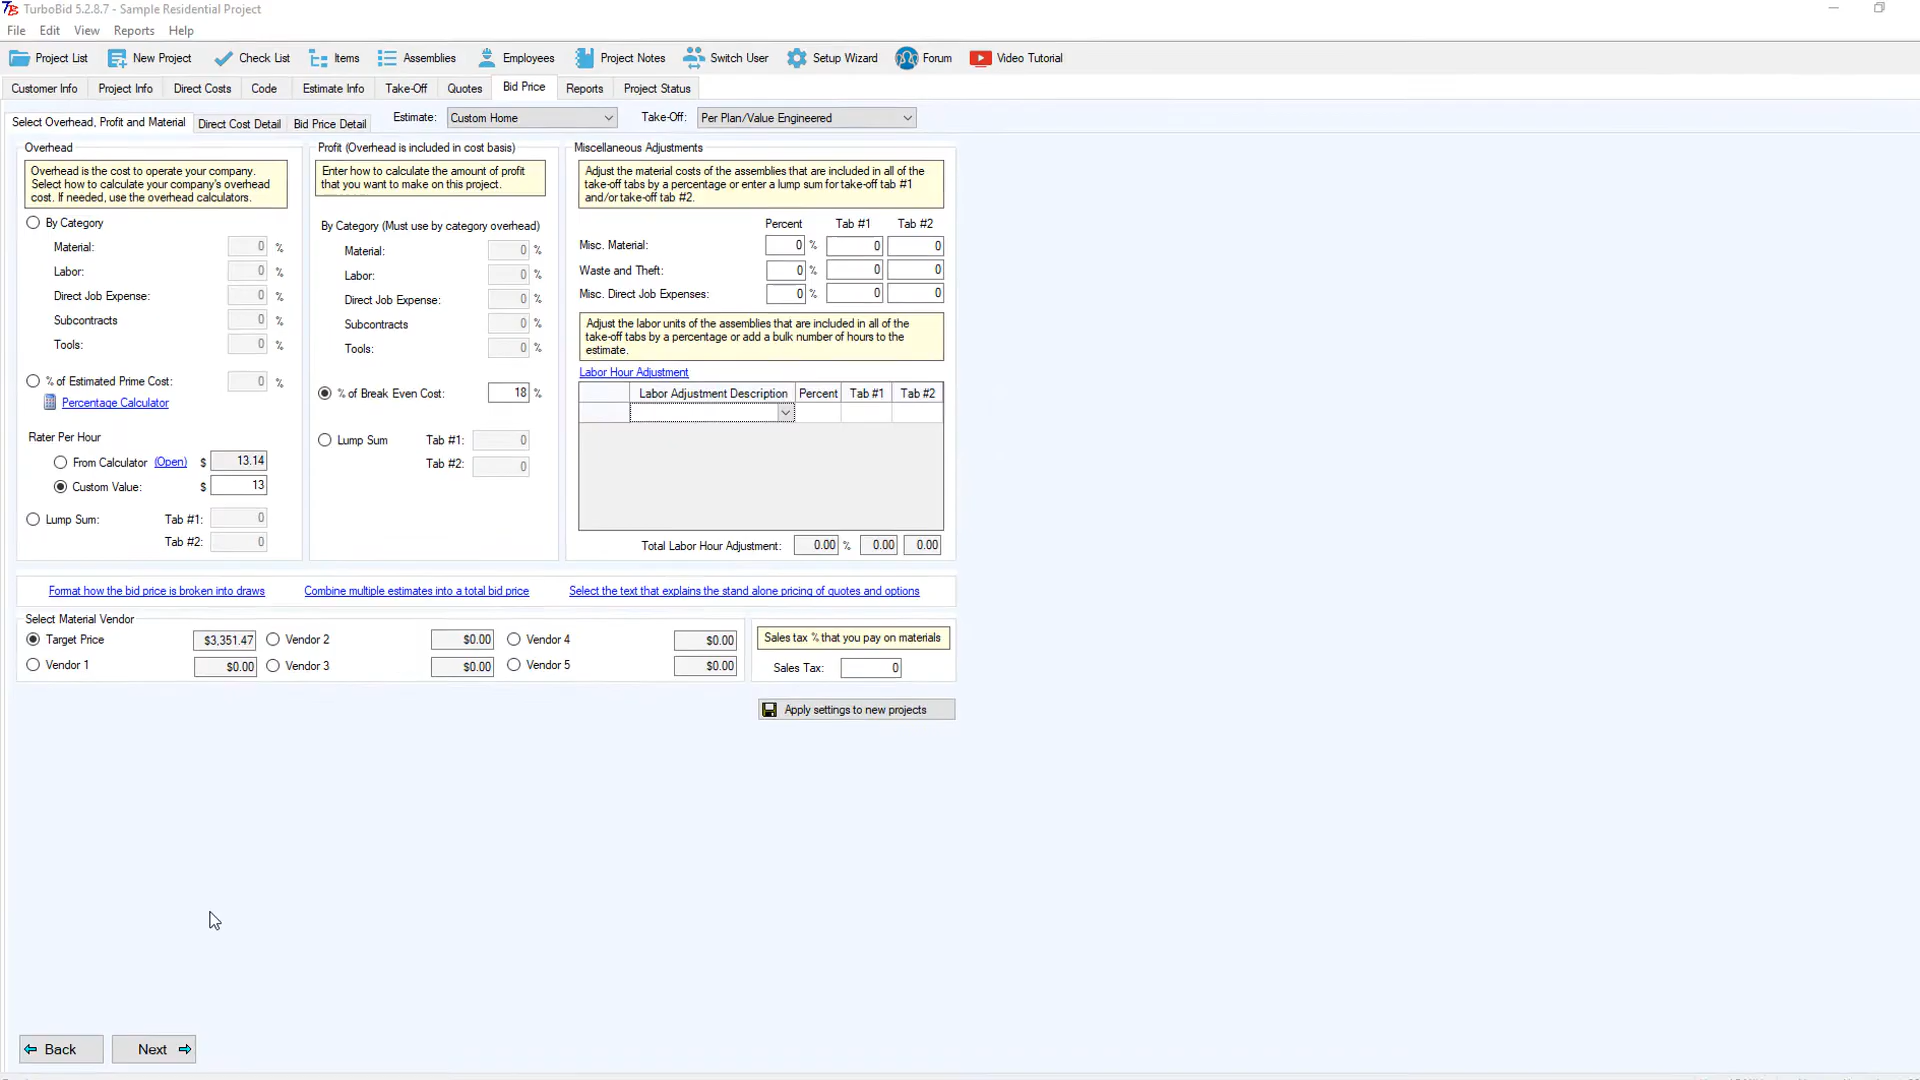 TurboBid 5.2.8.7 - Sample Residential Project
File Edit View Reports Help
Project List New Project Check List Items Assemblies Employees Project Notes Switch User Setup Wizard Forum Video Tutorial
Customer Info Project Info Direct Costs Code Estimate Info Take-Off Quotes Bid Price Reports Project Status
Select Overhead, Profit and Material Direct Cost Detail Bid Price Detail Estimate: Custom Home Take-Off: Per Plan/Value Engineered
Overhead
Overhead is the cost to operate your company.
Select how to calculate your company's overhead
cost. If needed, use the overhead calculators.
By Category
Material: 0 %
Labor: 0 %
Direct Job Expense: 0 %
Subcontracts 0 %
Tools: 0 %
% of Estimated Prime Cost: 0 %
Percentage Calculator
Rater Per Hour
From Calculator (Open) $ 13.14
Custom Value: $ 13
Lump Sum: Tab #1: 0
Tab #2: 0
Profit (Overhead is included in cost basis)
Enter how to calculate the amount of profit
that you want to make on this project.
By Category (Must use by category overhead)
Material: 0 %
Labor: 0 %
Direct Job Expense: 0 %
Subcontracts 0 %
Tools: 0 %
% of Break Even Cost: 18 %
Lump Sum Tab #1: 0
Tab #2: 0
Miscellaneous Adjustments
Adjust the material costs of the assemblies that are included in all of the
take-off tabs by a percentage or enter a lump sum for take-off tab #1
and/or take-off tab #2.
Percent Tab #1 Tab #2
Misc. Material: 0 % 0 0
Waste and Theft: 0 % 0 0
Misc. Direct Job Expenses: 0 % 0 0
Adjust the labor units of the assemblies that are included in all of the
take-off tabs by a percentage or add a bulk number of hours to the
estimate.
Labor Hour Adjustment
Labor Adjustment Description Percent Tab #1 Tab #2
Total Labor Hour Adjustment: 0.00 % 0.00 0.00
Format how the bid price is broken into draws Combine multiple estimates into a total bid price Select the text that explains the stand alone pricing of quotes and options
Select Material Vendor
Target Price $3,351.47 Vendor 2 $0.00 Vendor 4 $0.00
Vendor 1 $0.00 Vendor 3 $0.00 Vendor 5 $0.00
Sales tax % that you pay on materials
Sales Tax: 0
Apply settings to new projects
Back Next